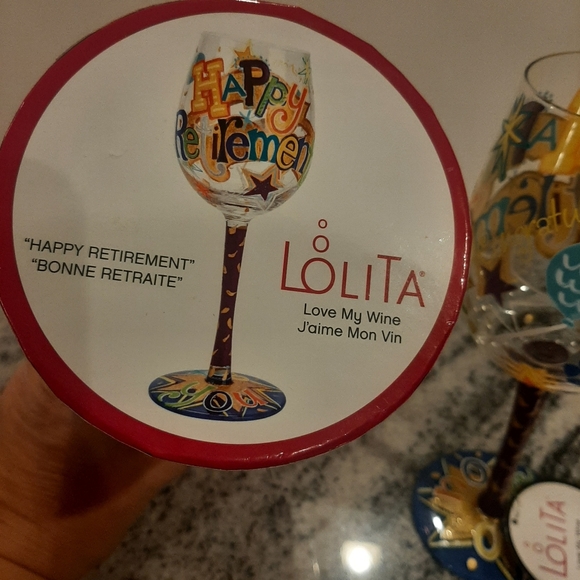 Happy
Retirement
"HAPPY RETIREMENT"
"BONNE RETRAITE"
LOLITA®
Love My Wine
J'aime Mon Vin
LOLITA